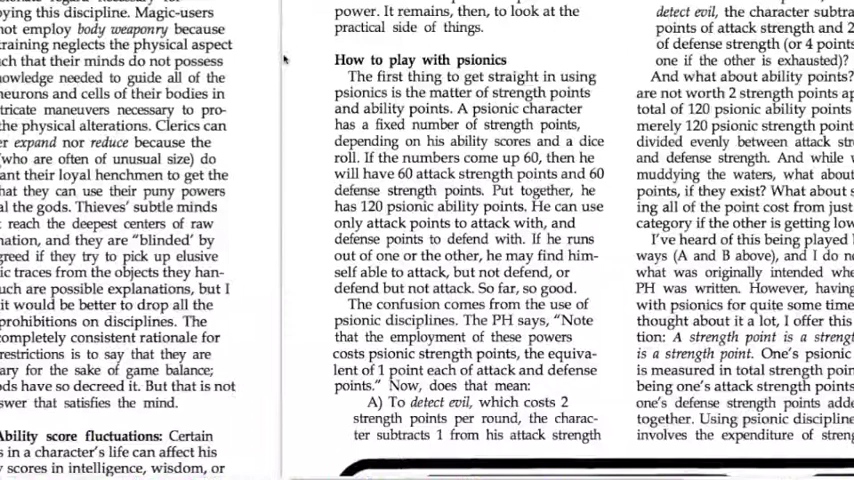 oying this discipline. Magic-users
not employ body weaponry because
training neglects the physical aspect
ch that their minds do not possess
owledge needed to guide all of the
neurons and cells of their bodies in
tricate maneuvers necessary to pro-
the physical alterations. Clerics can
er expand nor reduce because the
(who are often of unusual size) do
ant their loyal henchmen to get the
hat they can use their puny powers
al the gods. Thieves' subtle minds
reach the deepest centers of raw
nation, and they are "blinded' by
greed if they try to pick up elusive
ic traces from the objects they han-
uch are possible explanations, but I
it would be better to drop all the
prohibitions on disciplines. The
completely consistent rationale for
restrictions is to say that they are
ary for the sake of game balance;
ods have so decreed it. But that is not
swer that satisfies the mind.
Ability score fluctuations: Certain
s in a character's life can affect his
y scores in intelligence, wisdom, or
power. It remains, then, to look at the
practical side of things.
How to play with psionics
The first thing to get straight in using
psionics is the matter of strength points
and ability points. A psionic character
has a fixed number of strength points,
depending on his ability scores and a dice
roll. If the numbers come up 60, then he
will have 60 attack strength points and 60
defense strength points. Put together, he
has 120 psionic ability points. He can use
only attack points to attack with, and
defense points to defend with. If he runs
out of one or the other, he may find him-
self able to attack, but not defend, or
defend but not attack. So far, so good.
The confusion comes from the use of
psionic disciplines. The PH says, "Note
that the employment of these powers
costs psionic strength points, the equiva-
lent of 1 point each of attack and defense
points." Now, does that mean:
A) To detect evil, which costs 2
strength points per round, the charac-
ter subtracts 1 from his attack strength
detect evil, the character subtra
points of attack strength and 2
of defense strength (or 4 points
one if the other is exhausted)?
And what about ability points?
are not worth 2 strength points ap
total of 120 psionic ability points
merely 120 psionic strength point
divided evenly between attack stre
and defense strength. And while w
muddying the waters, what about
points, if they exist? What about s
ing all of the point cost from just
category if the other is getting low
I've heard of this being played
ways (A and B above), and I do no
what was originally intended whe
PH was written. However, having
with psionics for quite some time
thought about it a lot, I offer this
tion: A strength point is a strengt
is a strength point. One's psionic
is measured in total strength poin
being one's attack strength points
one's defense strength points adde
together. Using psionic discipline
involves the expenditure of streng